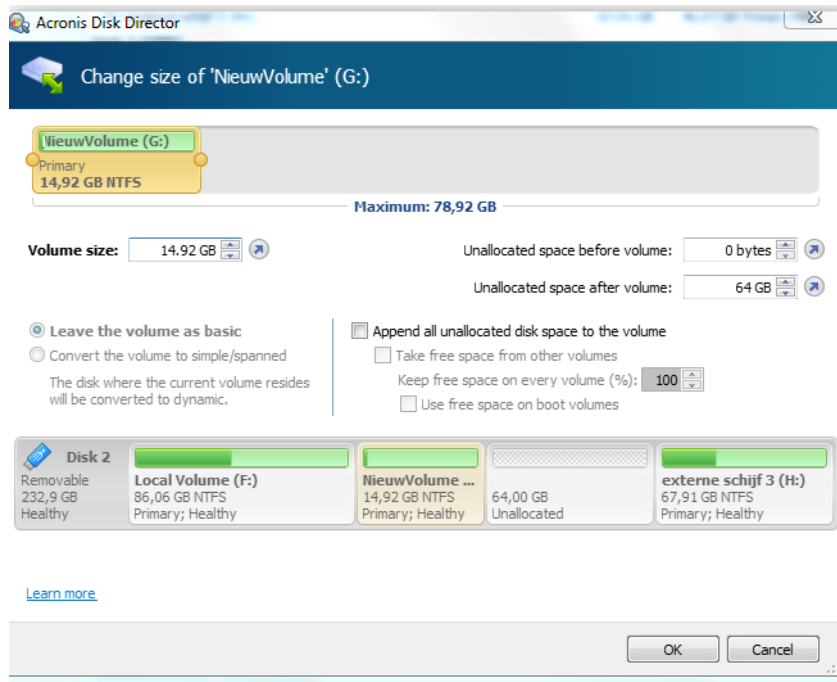 Acronis Disk Director
Change size of 'NieuwVolume' (G:)
NieuwVolume (G:)
Primary
14,92 GB NTFS
Maximum: 78,92 GB
Volume size: 14.92 GB
Unallocated space before volume: 0 bytes
Unallocated space after volume: 64 GB
Leave the volume as basic
Convert the volume to simple/spanned
The disk where the current volume resides
will be converted to dynamic.
Append all unallocated disk space to the volume
Take free space from other volumes
Keep free space on every volume (%): 100
Use free space on boot volumes
Disk 2
Removable
232,9 GB
Healthy
Local Volume (F:)
86,06 GB NTFS
Primary; Healthy
NieuwVolume ...
14,92 GB NTFS
Primary; Healthy
64,00 GB
Unallocated
externe schijf 3 (H:)
67,91 GB NTFS
Primary; Healthy
Learn more
OK
Cancel